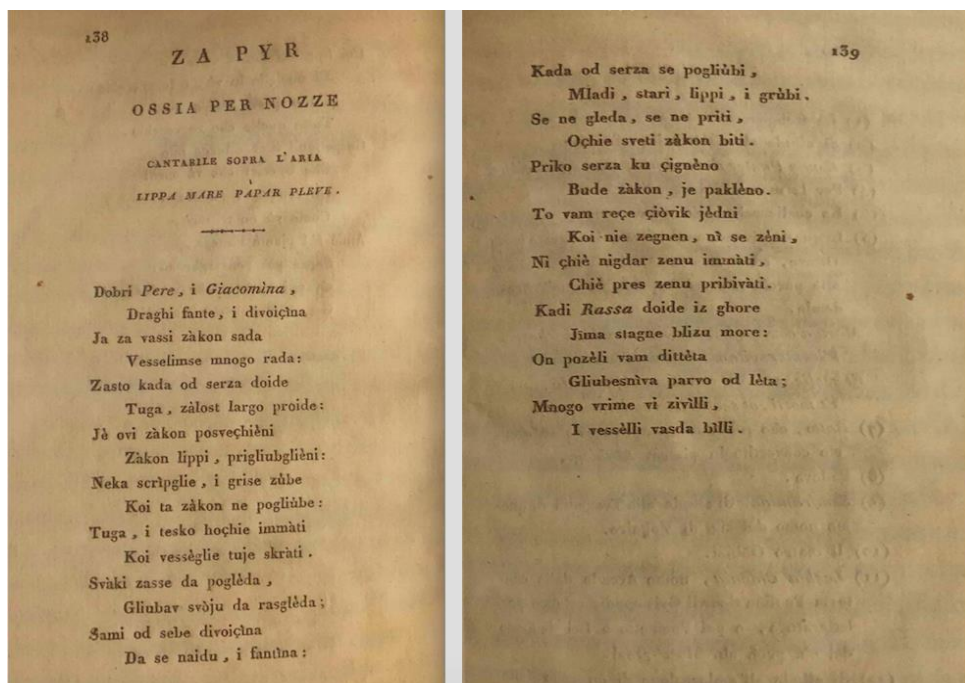 138
ZA PYR
OSSIA PER NOZZE
CANTABILE SOPRA L'ARIA
LIPPA MARE PAPAR PLEVE.
Dobri Pere, i Giacomìna,
Draghi fante, i divoiçìna
Ja za vassi zàkon sada
Vesselimse mnogo rada:
Zasto kada od serza doide
Tuga, zàlost largo proide:
Jè ovi zàkon posveçhièni
Zàkon lippi, prigliubglièni:
Neka scrìpglie, i grise zùbe
Koi ta zàkon ne pogliùbe:
Tuga, i tesko hoçhie immàti
Koi vessèglie tuje skràti.
Svàki zasse da poglèda,
Gliubav svòju da rasglèda;
Sami od sebe divoiçìna
Da se naidu, i fantìna:
139
Kada od serza se pogliùbi,
Mladi, stari, lippi, i grùbi.
Se ne gleda, se ne priti,
Oçhie sveti zàkon biti.
Priko serza ku çignèno
Bude zàkon, je paklèno.
To vam reçe çiòvik jèdni
Koi nie zegnen, nì se zèni,
Ni çhiè nigdar zenu immàti,
Chiè pres zenu pribivàti.
Kadi Rassa doide iz ghore
Jima stagne blizu more:
On pozèli vam dittèta
Gliubesnìva parvo od lèta;
Mnogo vrime vi zivìlli,
I vessèlli vasda bìlli.